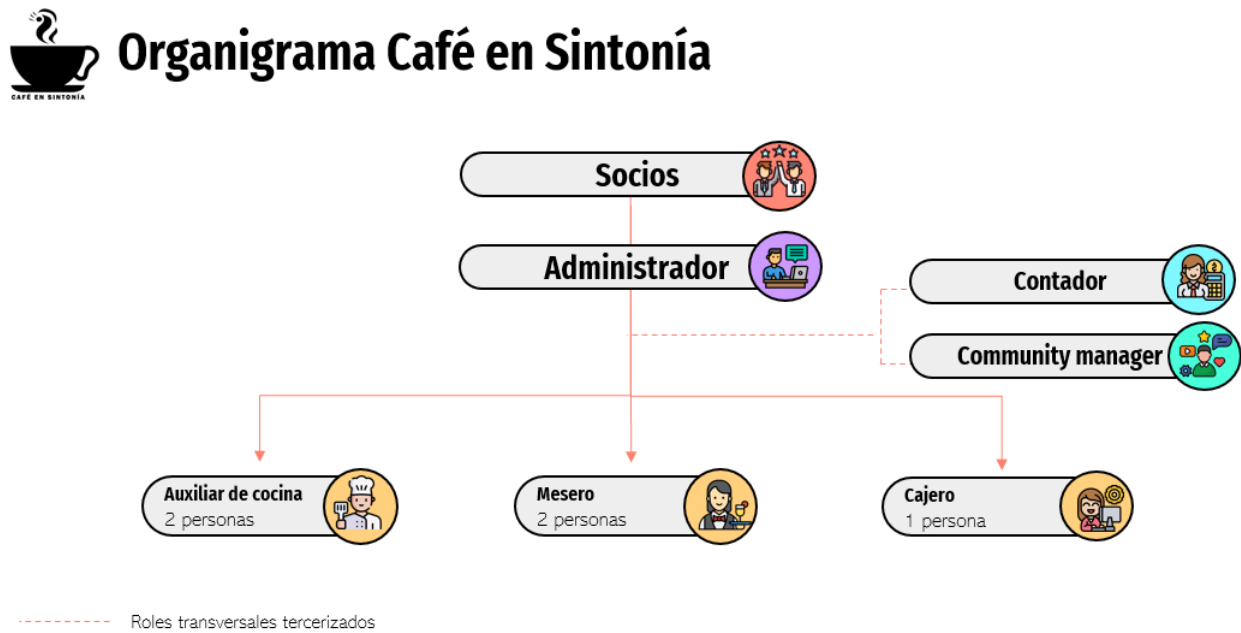 CAFÉ EN SINTONÍA
Organigrama Café en Sintonía
Socios
Administrador
Contador
Community manager
Auxiliar de cocina
2 personas
Mesero
2 personas
Cajero
1 persona
Roles transversales tercerizados